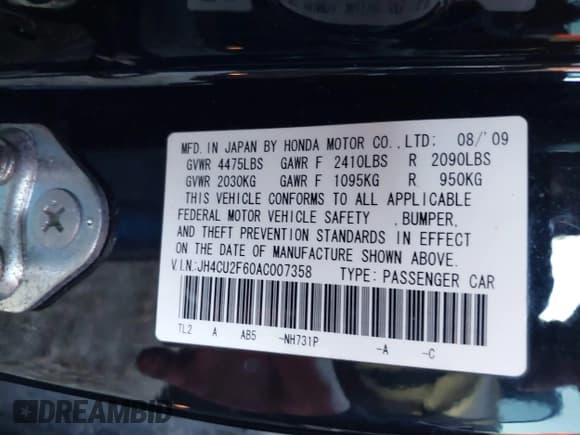 MFD. IN JAPAN BY HONDA MOTOR CO.,LTD: 08/'09
GVWR 4475LBS GAWR F 2410LBS R 2090LBS
GVWR 2030KG GAWR F 1095KG R 950KG
THIS VEHICLE CONFORMS TO ALL APPLICABLE
FEDERAL MOTOR VEHICLE SAFETY ,BUMPER,
AND THEFT PREVENTION STANDARDS IN EFFECT
ON THE DATE OF MANUFACTURE SHOWN ABOVE.
V.I.N.:JH4CU2F60AC007358 TYPE: PASSENGER CAR
TL2 A AB5 -NH731P -A -C
DREAMBID